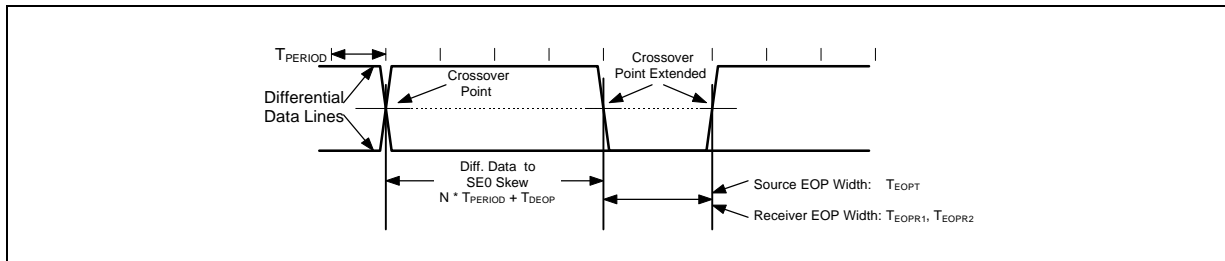 TPERIOD
Crossover
Point
Crossover
Point Extended
Differential
Data Lines
Diff. Data to
SE0 Skew
N * TPERIOD + TDEOP
Source EOP Width: TEOPT
Receiver EOP Width: TEOPR1, TEOPR2